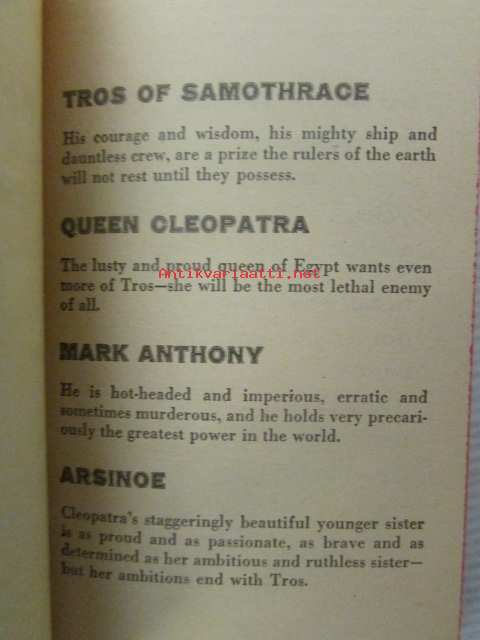 TROS OF SAMOTHRACE
His courage and wisdom, his mighty ship and
dauntless crew, are a prize the rulers of the earth
will not rest until they possess.
QUEEN CLEOPATRA
The lusty and proud queen of Egypt wants even
Antikvariaatti.net
more of Tros—she will be the most lethal enemy
of all.
MARK ANTHONY
He is hot-headed and imperious, erratic and
sometimes murderous, and he holds very precari-
ously the greatest power in the world.
ARSINOE
Cleopatra's staggeringly beautiful younger sister
is as proud and as passionate, as brave and as
determined as her ambitious and ruthless sister—
but her ambitions end with Tros.